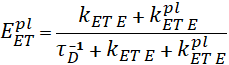 E_{ET}^{pl} = \frac{k_{ET E} + k_{ET E}^{pl}}{\tau_D^{-1} + k_{ET E} + k_{ET E}^{pl}}